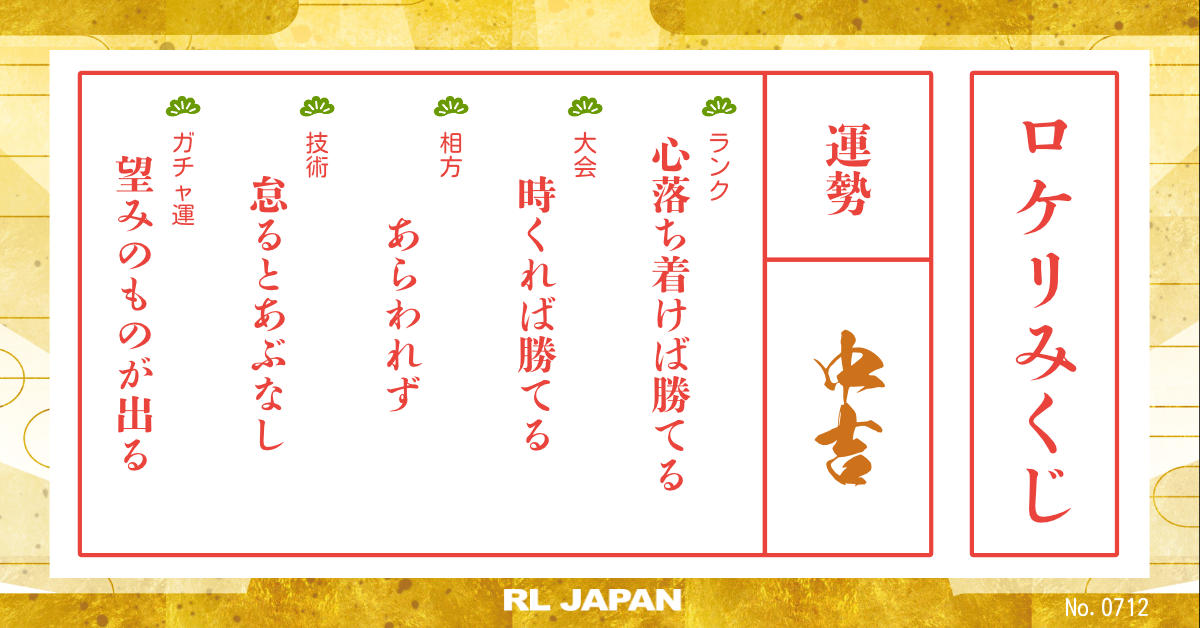 ロケリみくじ
運勢
中吉
ランク
心落ち着けば勝てる
大会
時くれば勝てる
相方
あらわれず
技術
怠るとあぶなし
ガチャ運
望みのものが出る
RL JAPAN
No. 0712